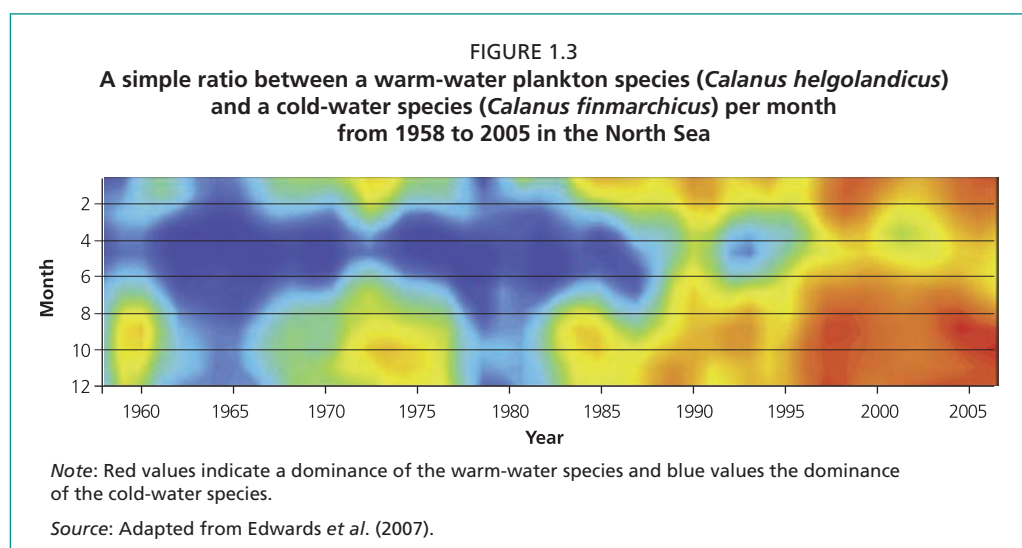 FIGURE 1.3
A simple ratio between a warm-water plankton species (Calanus helgolandicus)
and a cold-water species (Calanus finmarchicus) per month
from 1958 to 2005 in the North Sea
Month
2
4
6
8
10
12
1960 1965 1970 1975 1980 1985 1990 1995 2000 2005
Year
Note: Red values indicate a dominance of the warm-water species and blue values the dominance
of the cold-water species.
Source: Adapted from Edwards et al. (2007).